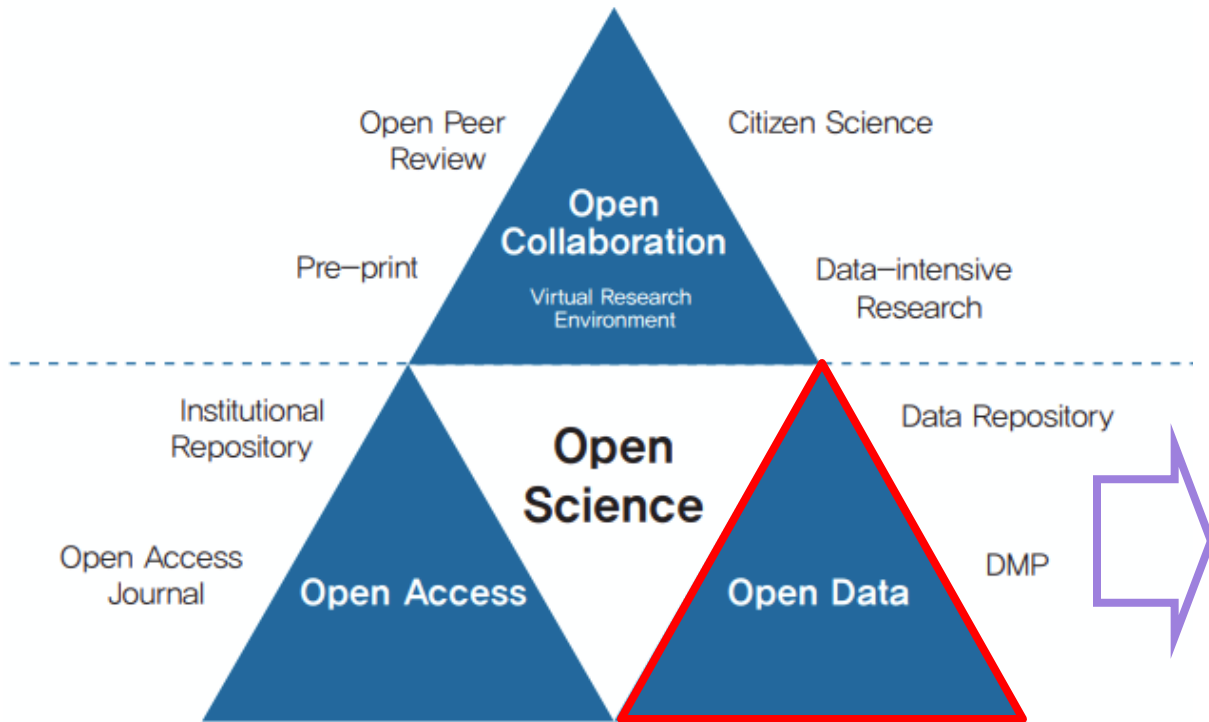 Open Peer
Review
Citizen Science
Open
Collaboration
Pre-print
Data-intensive
Research
Virtual Research
Environment
Institutional
Repository
Data Repository
Open
Science
Open Access
Journal
Open Access
Open Data
DMP